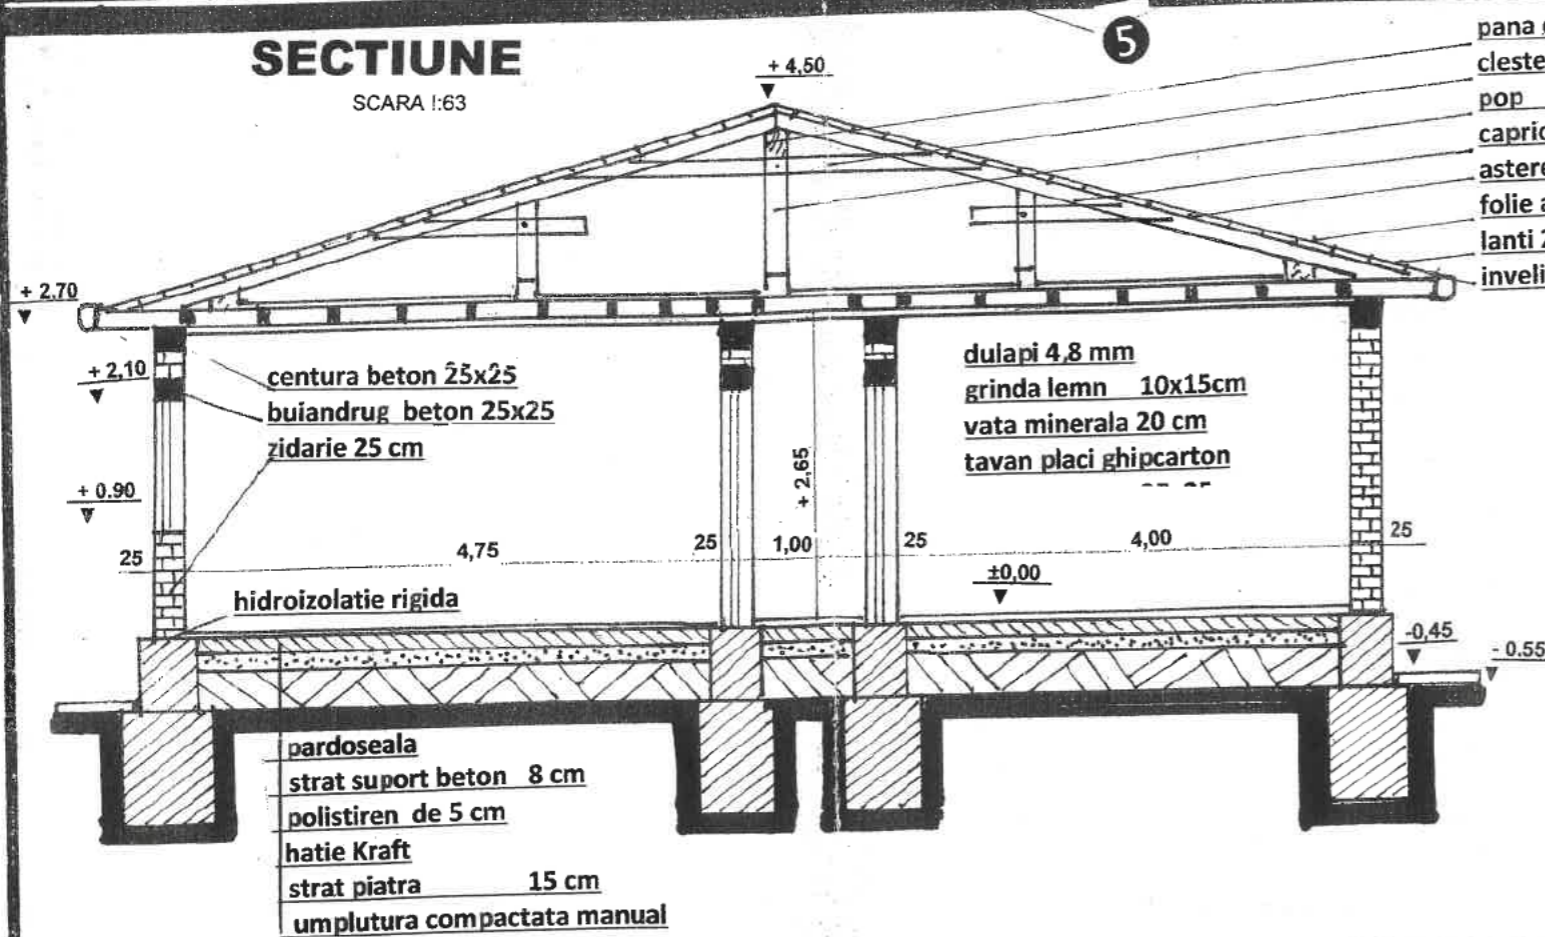 SECTIUNE
SCARA !:63
5
+ 4,50
pana
cleste
pop
folie
lanti
+ 2,70
+ 2,10
+ 0.90
centura beton 25x25
buiandrug beton 25x25
zidarie 25 cm
dulapi 4,8 mm
grinda lemn 10x15cm
vata minerala 20 cm
tavan placi ghipcarton
+ 2,65
25
4,75
25
1,00
25
4,00
25
±0,00
hidroizolatie rigida
-0,45
- 0.55
pardoseala
strat suport beton 8 cm
polistiren de 5 cm
hatie Kraft
strat piatra 15 cm
umplutura compactata manual